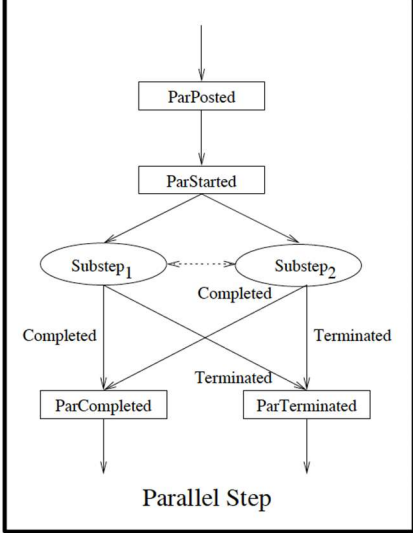 ParPosted
ParStarted
Substep1
Substep2
Completed
Completed
Terminated
Terminated
ParCompleted
ParTerminated
Parallel Step